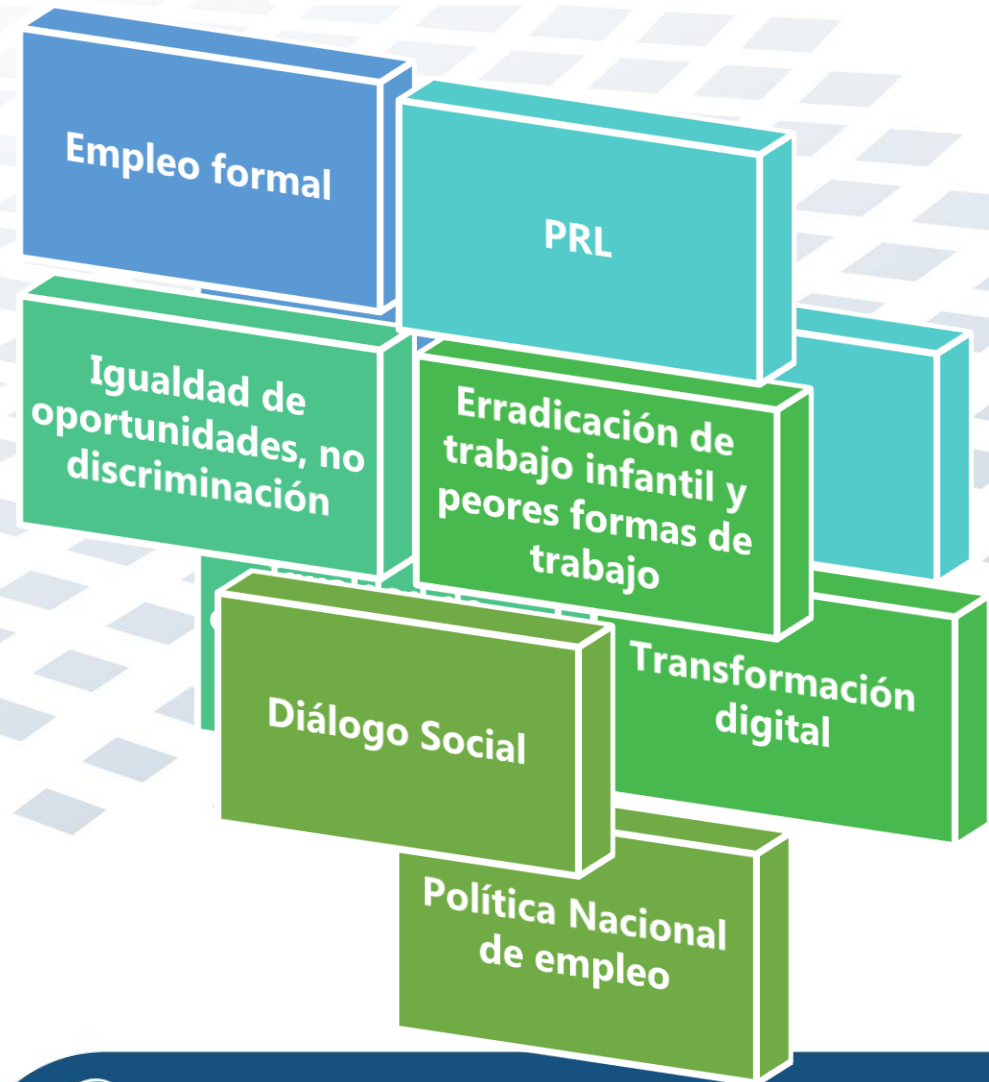 Empleo formal
PRL
Igualdad de
oportunidades, no
discriminación
Erradicación de
trabajo infantil y
peores formas de
trabajo
Transformación
digital
Diálogo Social
Política Nacional
de empleo